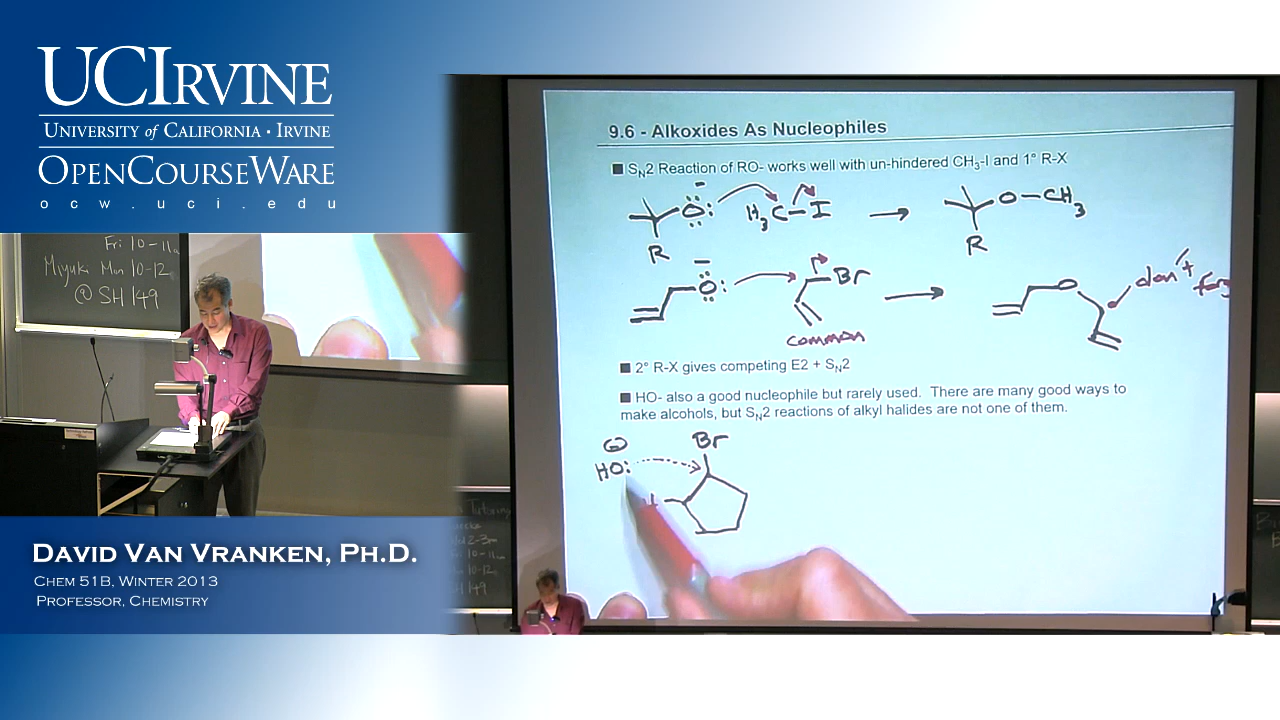 UCIRVINE
UNIVERSITY of CALIFORNIA · IRVINE
OPENCOURSEWARE
ocw.uci.edu
Fri 10-11a
Miyuki Mon 10-12
@ SH 149
DAVID VAN VRANKEN, PH.D.
CHEM 51B, WINTER 2013
PROFESSOR, CHEMISTRY
9.6 - Alkoxides As Nucleophiles
■ SN2 Reaction of RO- works well with un-hindered CH3-I and 1° R-X
O: H3C-I O-CH3
R R
O: Br O don't
common
■ 2° R-X gives competing E2 + SN2
■ HO- also a good nucleophile but rarely used. There are many good ways to
make alcohols, but SN2 reactions of alkyl halides are not one of them.
Br
HO: